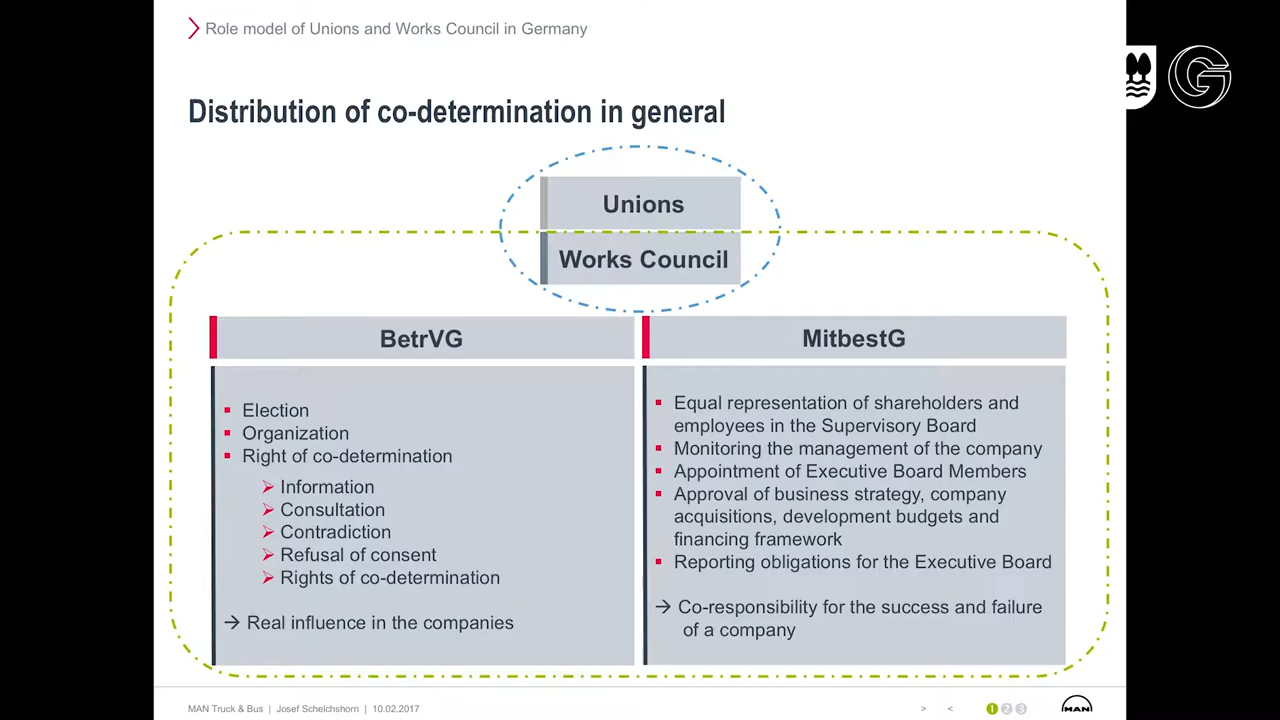 Role model of Unions and Works Council in Germany
Distribution of co-determination in general
Unions
Works Council
BetrVG
Election
Organization
Right of co-determination
Information
Consultation
Contradiction
Refusal of consent
Rights of co-determination
→ Real influence in the companies
MitbestG
Equal representation of shareholders and
employees in the Supervisory Board
Monitoring the management of the company
Appointment of Executive Board Members
Approval of business strategy, company
acquisitions, development budgets and
financing framework
Reporting obligations for the Executive Board
→ Co-responsibility for the success and failure
of a company
MAN Truck & Bus | Josef Schelchshorn | 10.02.2017
> < 1 2 3
MAN
G